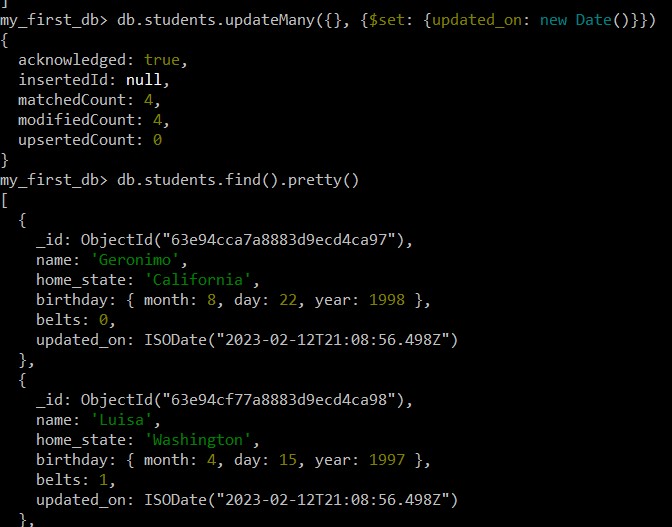 ]
my_first_db> db.students.updateMany({}, {$set: {updated_on: new Date()}})
{
  acknowledged: true,
  insertedId: null,
  matchedCount: 4,
  modifiedCount: 4,
  upsertedCount: 0
}
my_first_db> db.students.find().pretty()
[
  {
    _id: ObjectId("63e94cca7a8883d9ecd4ca97"),
    name: 'Geronimo',
    home_state: 'California',
    birthday: { month: 8, day: 22, year: 1998 },
    belts: 0,
    updated_on: ISODate("2023-02-12T21:08:56.498Z")
  },
  {
    _id: ObjectId("63e94cf77a8883d9ecd4ca98"),
    name: 'Luisa',
    home_state: 'Washington',
    birthday: { month: 4, day: 15, year: 1997 },
    belts: 1,
    updated_on: ISODate("2023-02-12T21:08:56.498Z")
  },